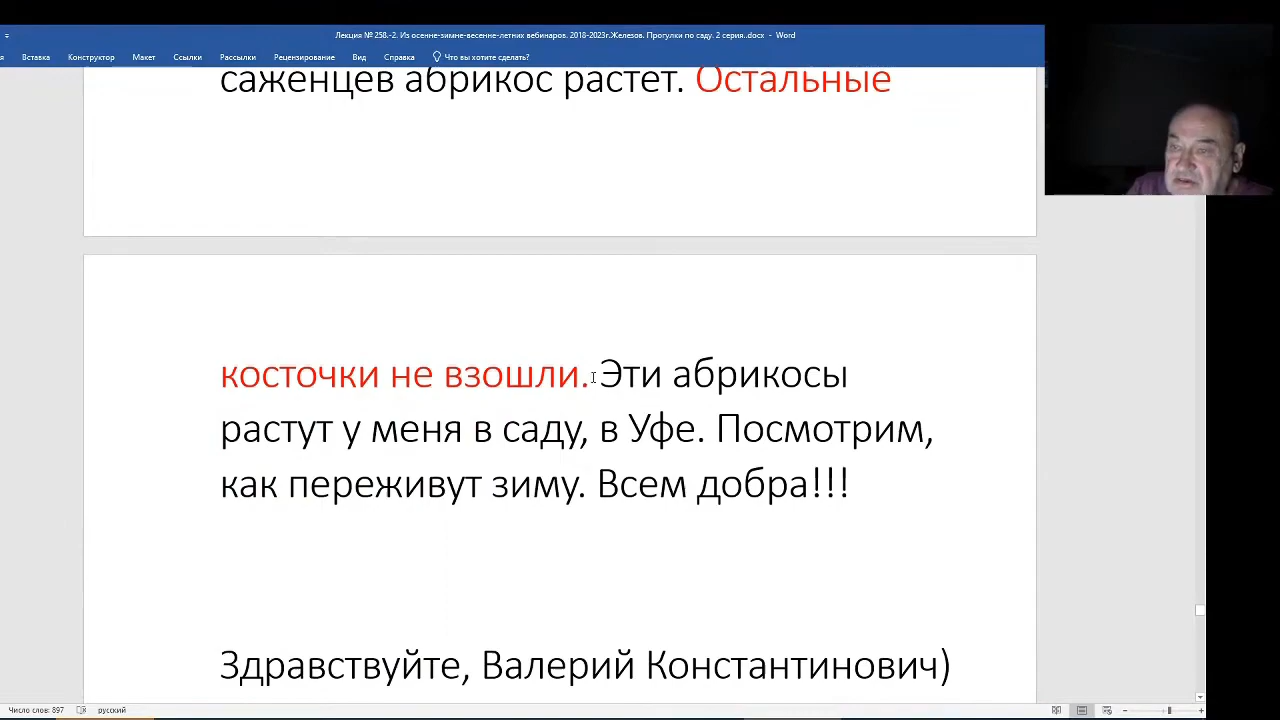 Лекция № 258.-2. Из осенне-зимне-весенне-летних вебинаров. 2018-2023г.Железов. Прогулки по саду. 2 серия..docx - Word
Вставка Конструктор Макет Ссылки Рассылки Рецензирование Вид Справка Что вы хотите сделать?
саженцев абрикос растет. Остальные
косточки не взошли. Эти абрикосы
растут у меня в саду, в Уфе. Посмотрим,
как переживут зиму. Всем добра!!!
Здравствуйте, Валерий Константинович)
Число слов: 897 русский